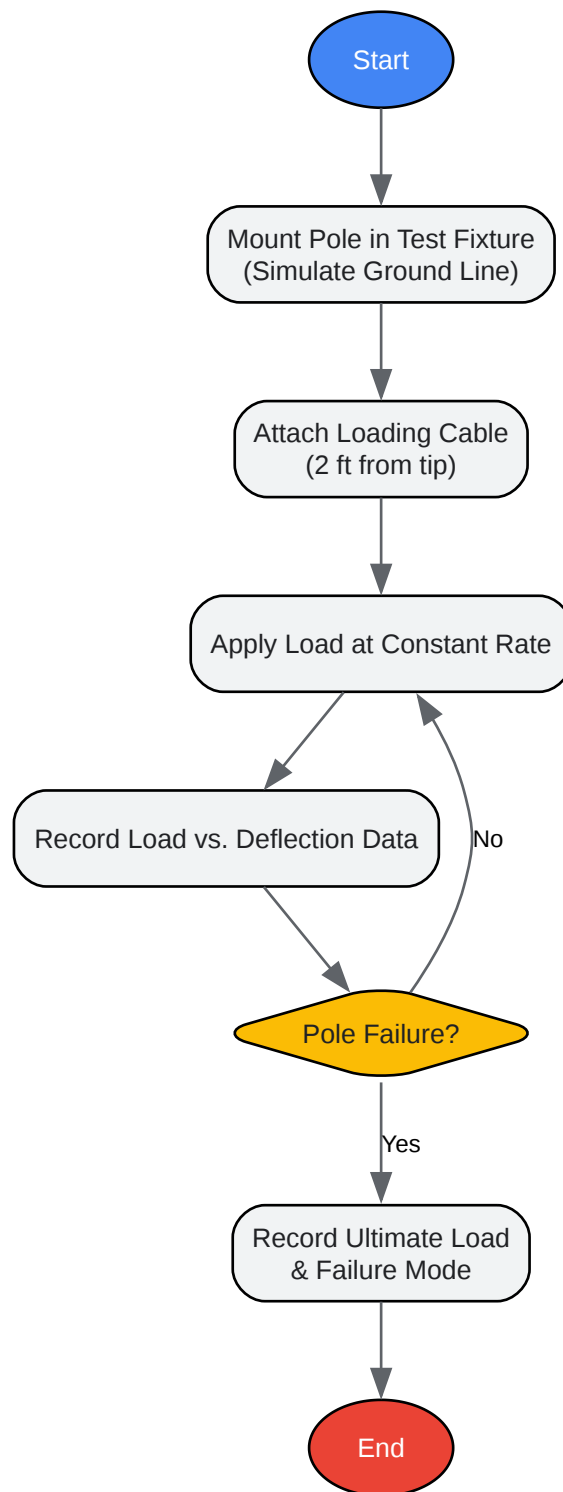 Start
Mount Pole in Test Fixture
(Simulate Ground Line)
Attach Loading Cable
(2 ft from tip)
Apply Load at Constant Rate
Record Load vs. Deflection Data
No
Pole Failure?
Yes
Record Ultimate Load
& Failure Mode
End